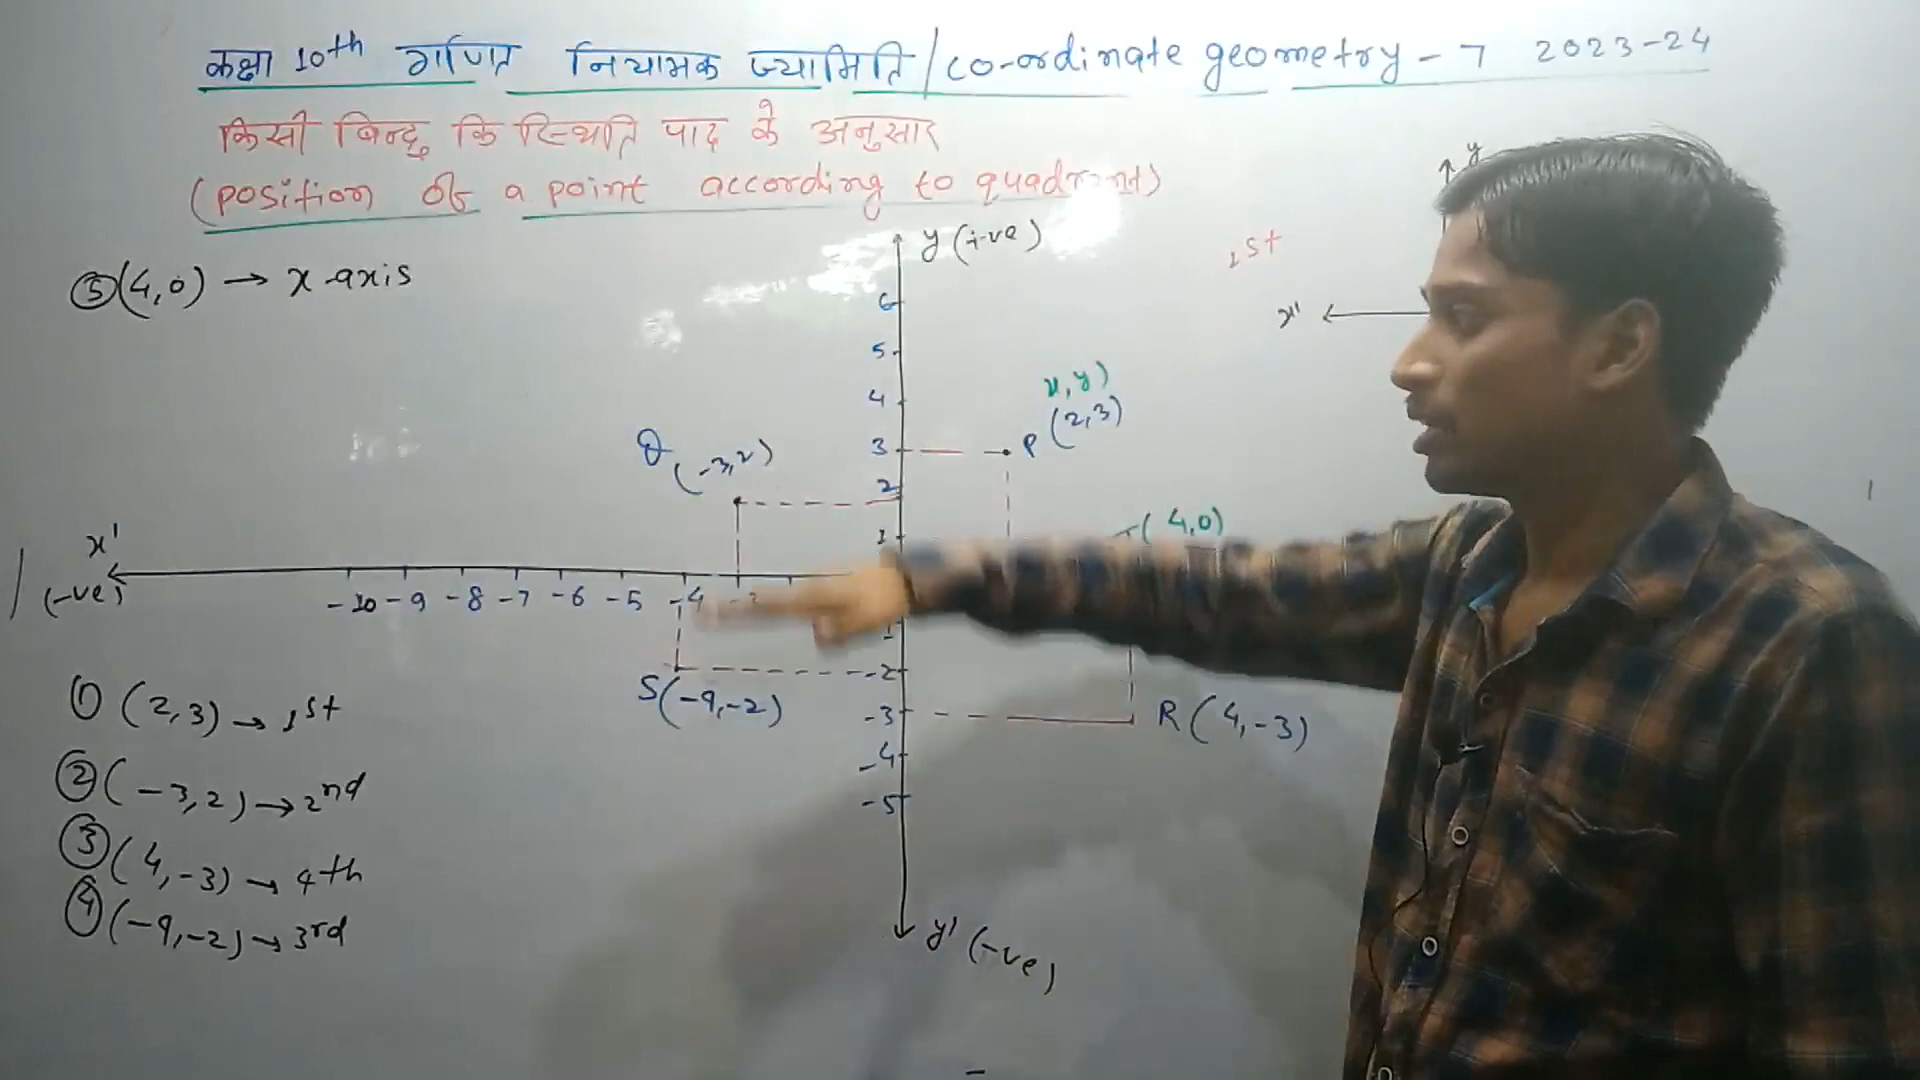 कक्षा 10th गणित नियामक ज्यामिति / co-ordinate geometry - 7 2023-24
किसी बिन्दु कि स्थिति पाद के अनुसार
(position of a point according to quadrant)
⑤ (4,0) → x-axis
y (+ve)
1st
y
x'
6
5
4
3
2
1
x,y)
P (2,3)
Q (-3,2)
T( 4,0)
x'
(-ve)
-10 -9 -8 -7 -6 -5 -4
-2
-3
-4
-5
S(-4,-2)
R (4,-3)
① (2,3) → 1st
② (-3,2) → 2nd
③ (4,-3) → 4th
④ (-4,-2) → 3rd
y' (-ve)